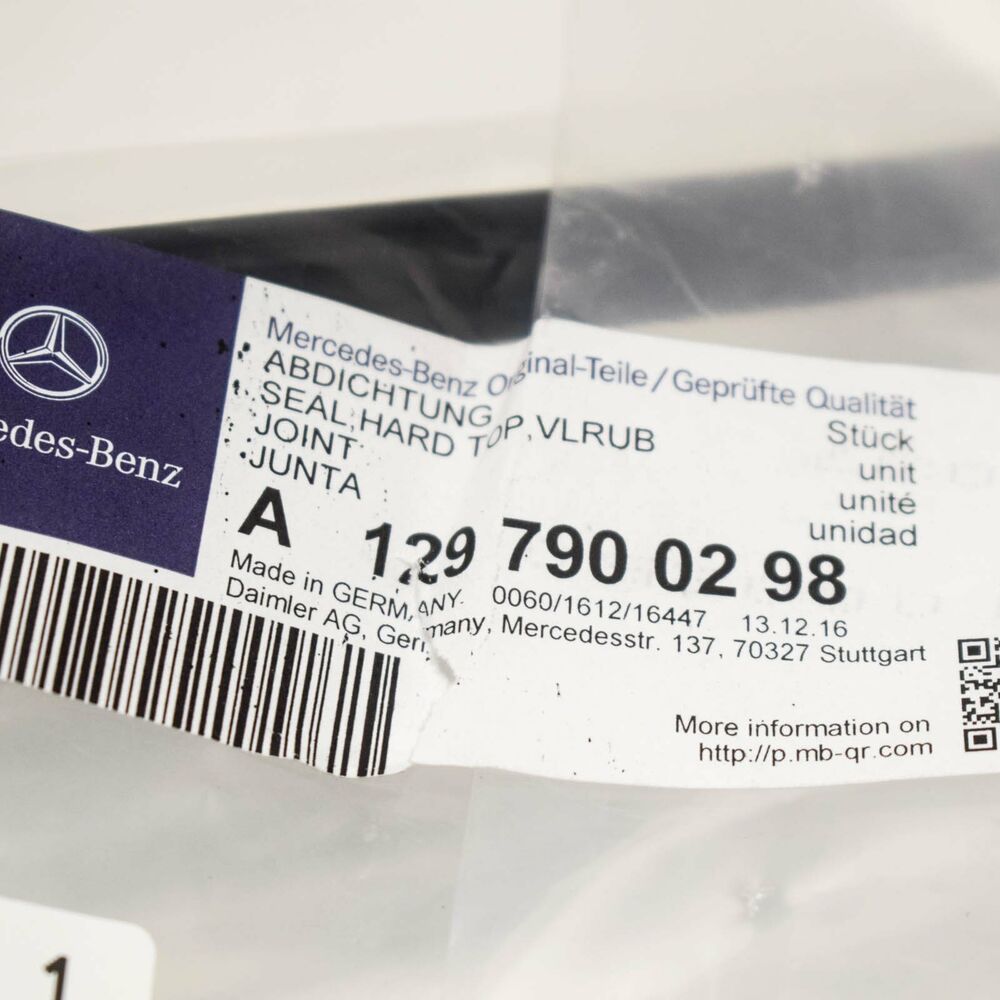 edes-Benz
Mercedes-Benz Original-Teile/Geprüfte Qualität
ABDICHTUNG
SEAL,HARD TOP,VLRUB
JOINT
JUNTA
Stück
unit
unité
unidad
A 129 790 02 98
Made in GERMANY. 0060/1612/16447 13.12.16
Daimler AG, Germany, Mercedesstr. 137, 70327 Stuttgart
More information on
http://p.mb-qr.com
1